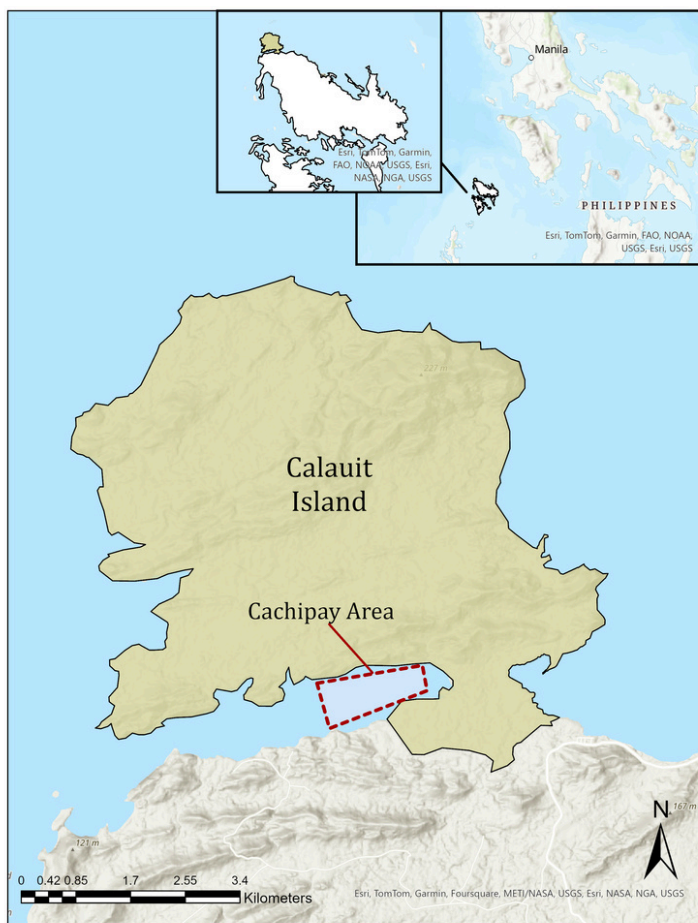 Manila
Esri, TomTom, Garmin,
FAO, NOAA, USGS, Esri,
NASA, NGA, USGS
PHILIPPINES
Esri, TomTom, Garmin, FAO, NOAA,
USGS, Esri, USGS
227 m
Calauit
Island
Cachipay Area
N
167 m
121 m
0 0.42 0.85 1.7 2.55 3.4
Kilometers
Esri, TomTom, Garmin, Foursquare, METI/NASA, USGS, Esri, NASA, NGA, USGS